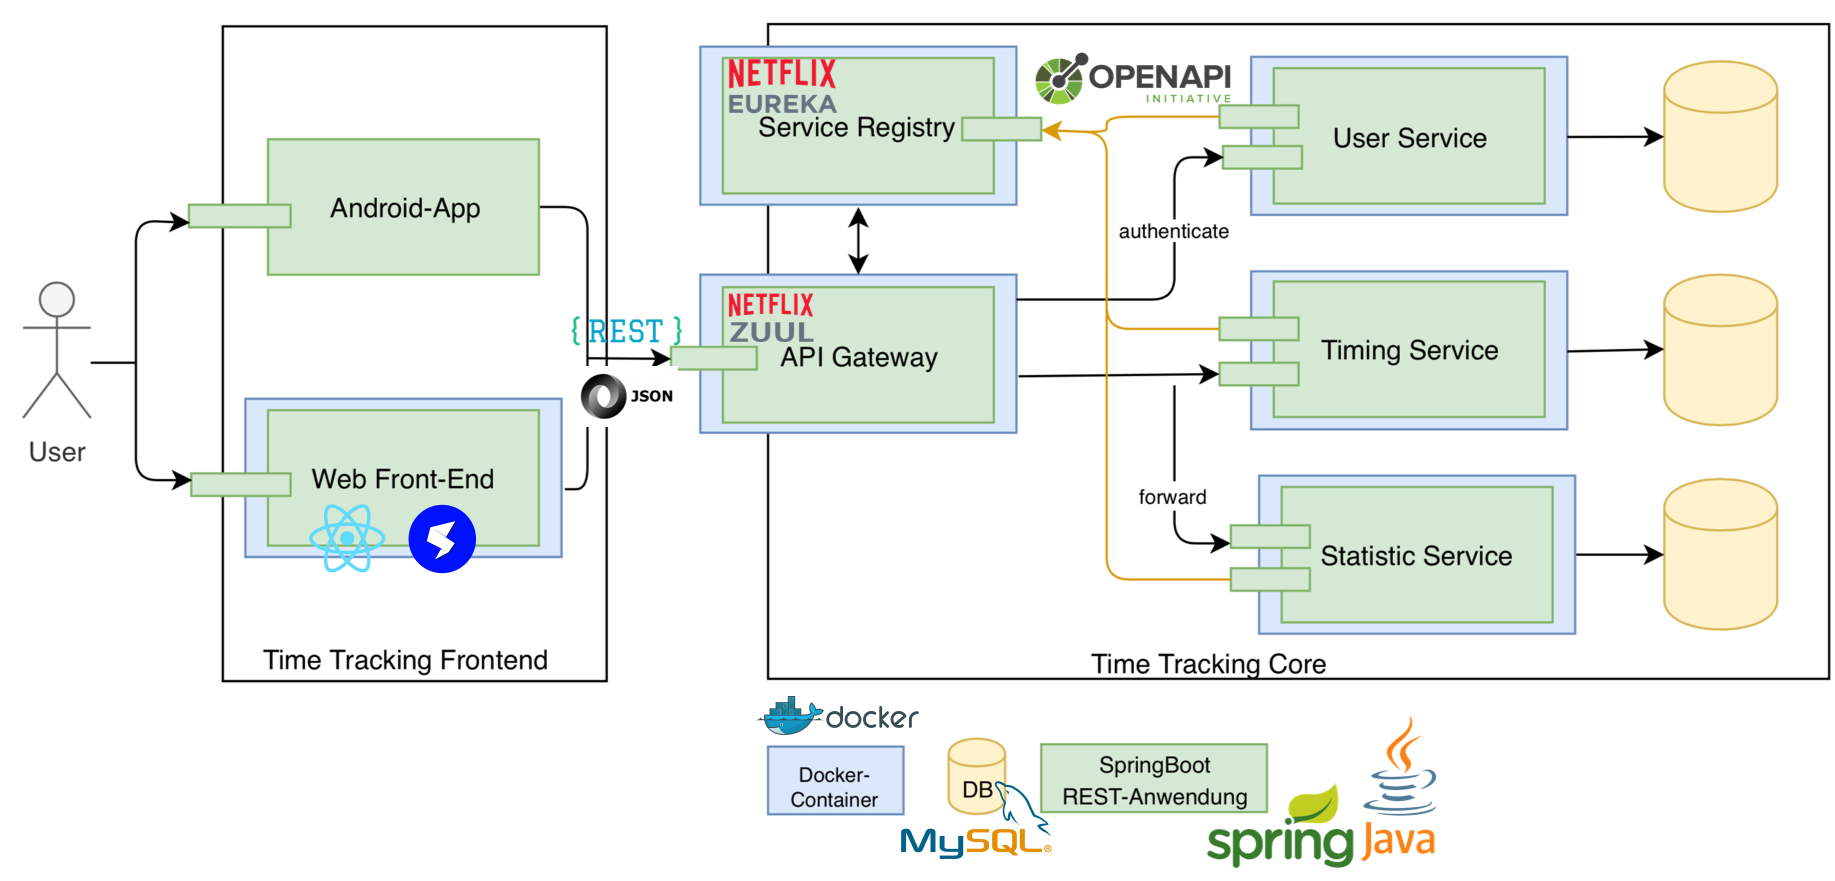 User
Android-App
Web Front-End
Time Tracking Frontend
{ REST }
JSON
NETFLIX
EUREKA
Service Registry
NETFLIX
ZUUL
API Gateway
OPENAPI
INITIATIVE
authenticate
forward
User Service
Timing Service
Statistic Service
Time Tracking Core
docker
Docker-
Container
DB
MySQL®
SpringBoot
REST-Anwendung
spring
Java